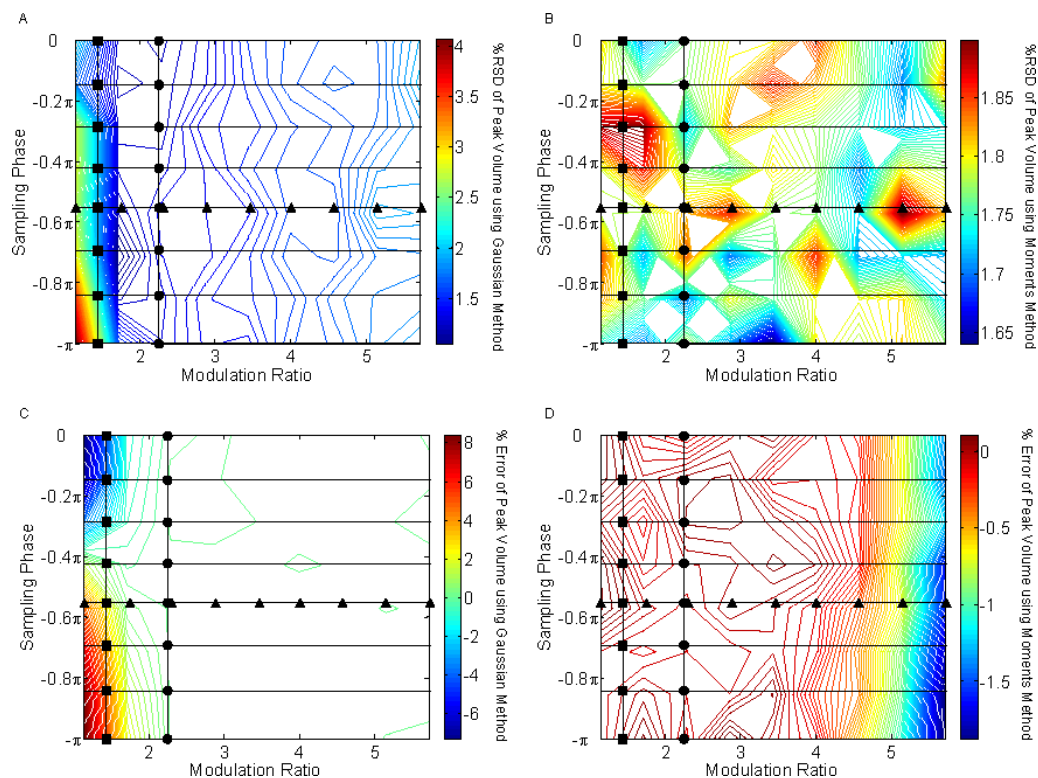 A
0
-0.2π
-0.4π
-0.6π
-0.8π
-π
Sampling Phase
2
3
4
5
Modulation Ratio
4
3.5
3
2.5
2
1.5
%RSD of Peak Volume using Gaussian Method
B
0
-0.2π
-0.4π
-0.6π
-0.8π
-π
Sampling Phase
2
3
4
5
Modulation Ratio
1.85
1.8
1.75
1.7
1.65
%RSD of Peak Volume using Moments Method
C
0
-0.2π
-0.4π
-0.6π
-0.8π
-π
Sampling Phase
2
3
4
5
Modulation Ratio
8
6
4
2
0
-2
-4
-6
% Error of Peak Volume using Gaussian Method
D
0
-0.2π
-0.4π
-0.6π
-0.8π
-π
Sampling Phase
2
3
4
5
Modulation Ratio
0
-0.5
-1
-1.5
% Error of Peak Volume using Moments Method